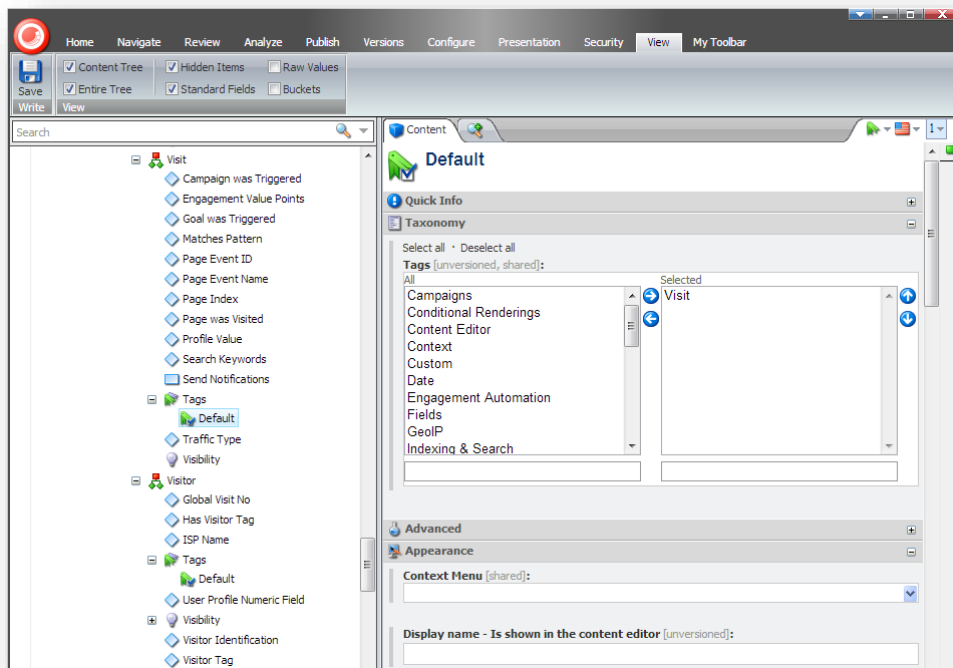 Home Navigate Review Analyze Publish Versions Configure Presentation Security View My Toolbar
Save
Write
Content Tree Hidden Items Raw Values
Entire Tree Standard Fields Buckets
View
Search
Visit
Campaign was Triggered
Engagement Value Points
Goal was Triggered
Matches Pattern
Page Event ID
Page Event Name
Page Index
Page was Visited
Profile Value
Search Keywords
Send Notifications
Tags
Default
Traffic Type
Visibility
Visitor
Global Visit No
Has Visitor Tag
ISP Name
Tags
Default
User Profile Numeric Field
Visibility
Visitor Identification
Visitor Tag
Content
1
Default
Quick Info
Taxonomy
Select all · Deselect all
Tags [unversioned, shared]:
All Selected
Campaigns
Conditional Renderings
Content Editor
Context
Custom
Date
Engagement Automation
Fields
GeoIP
Indexing & Search
Visit
Advanced
Appearance
Context Menu [shared]:
Display name - Is shown in the content editor [unversioned]: